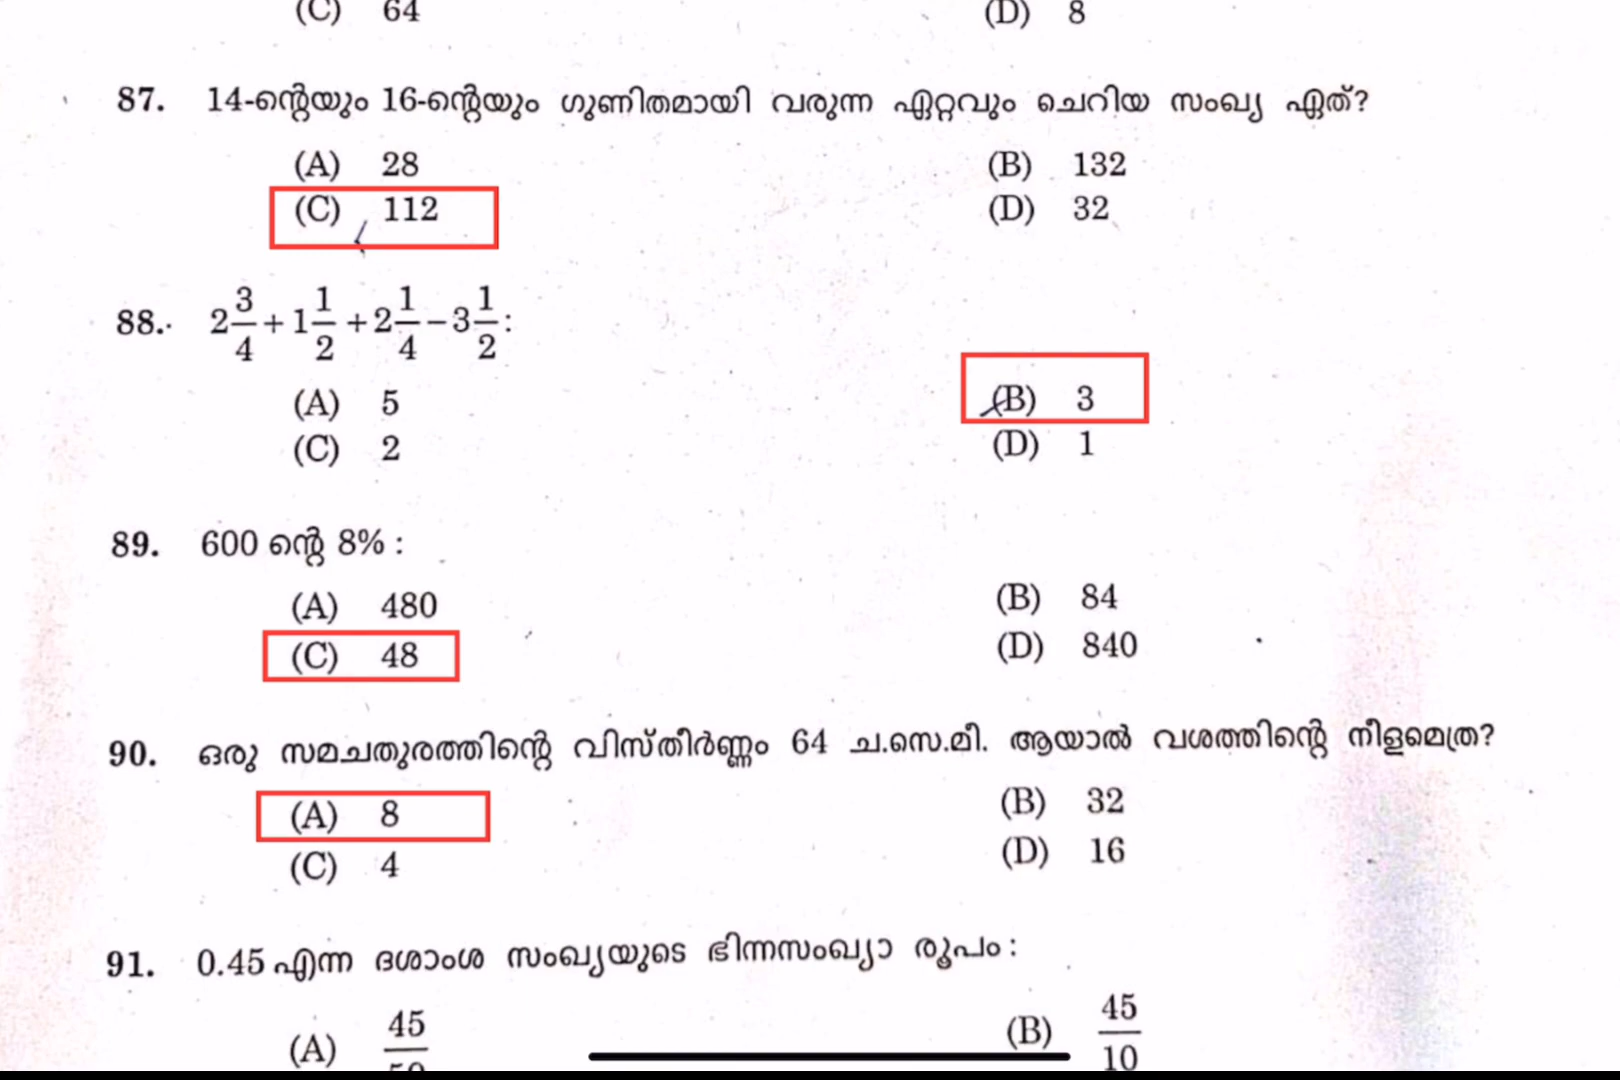 (C) 64 (D) 8
87. 14-ന്റെയും 16-ന്റെയും ഗുണിതമായി വരുന്ന ഏറ്റവും ചെറിയ സംഖ്യ ഏത്?
(A) 28 (B) 132
(C) 112 (D) 32
88. 2 3/4 + 1 1/2 + 2 1/4 − 3 1/2 :
(A) 5 (B) 3
(C) 2 (D) 1
89. 600 ന്റെ 8% :
(A) 480 (B) 84
(C) 48 (D) 840
90. ഒരു സമചതുരത്തിന്റെ വിസ്തീർണ്ണം 64 ച.സെ.മീ. ആയാൽ വശത്തിന്റെ നീളമെത്ര?
(A) 8 (B) 32
(C) 4 (D) 16
91. 0.45 എന്ന ദശാംശ സംഖ്യയുടെ ഭിന്നസംഖ്യാ രൂപം :
(A) 45/50 (B) 45/10